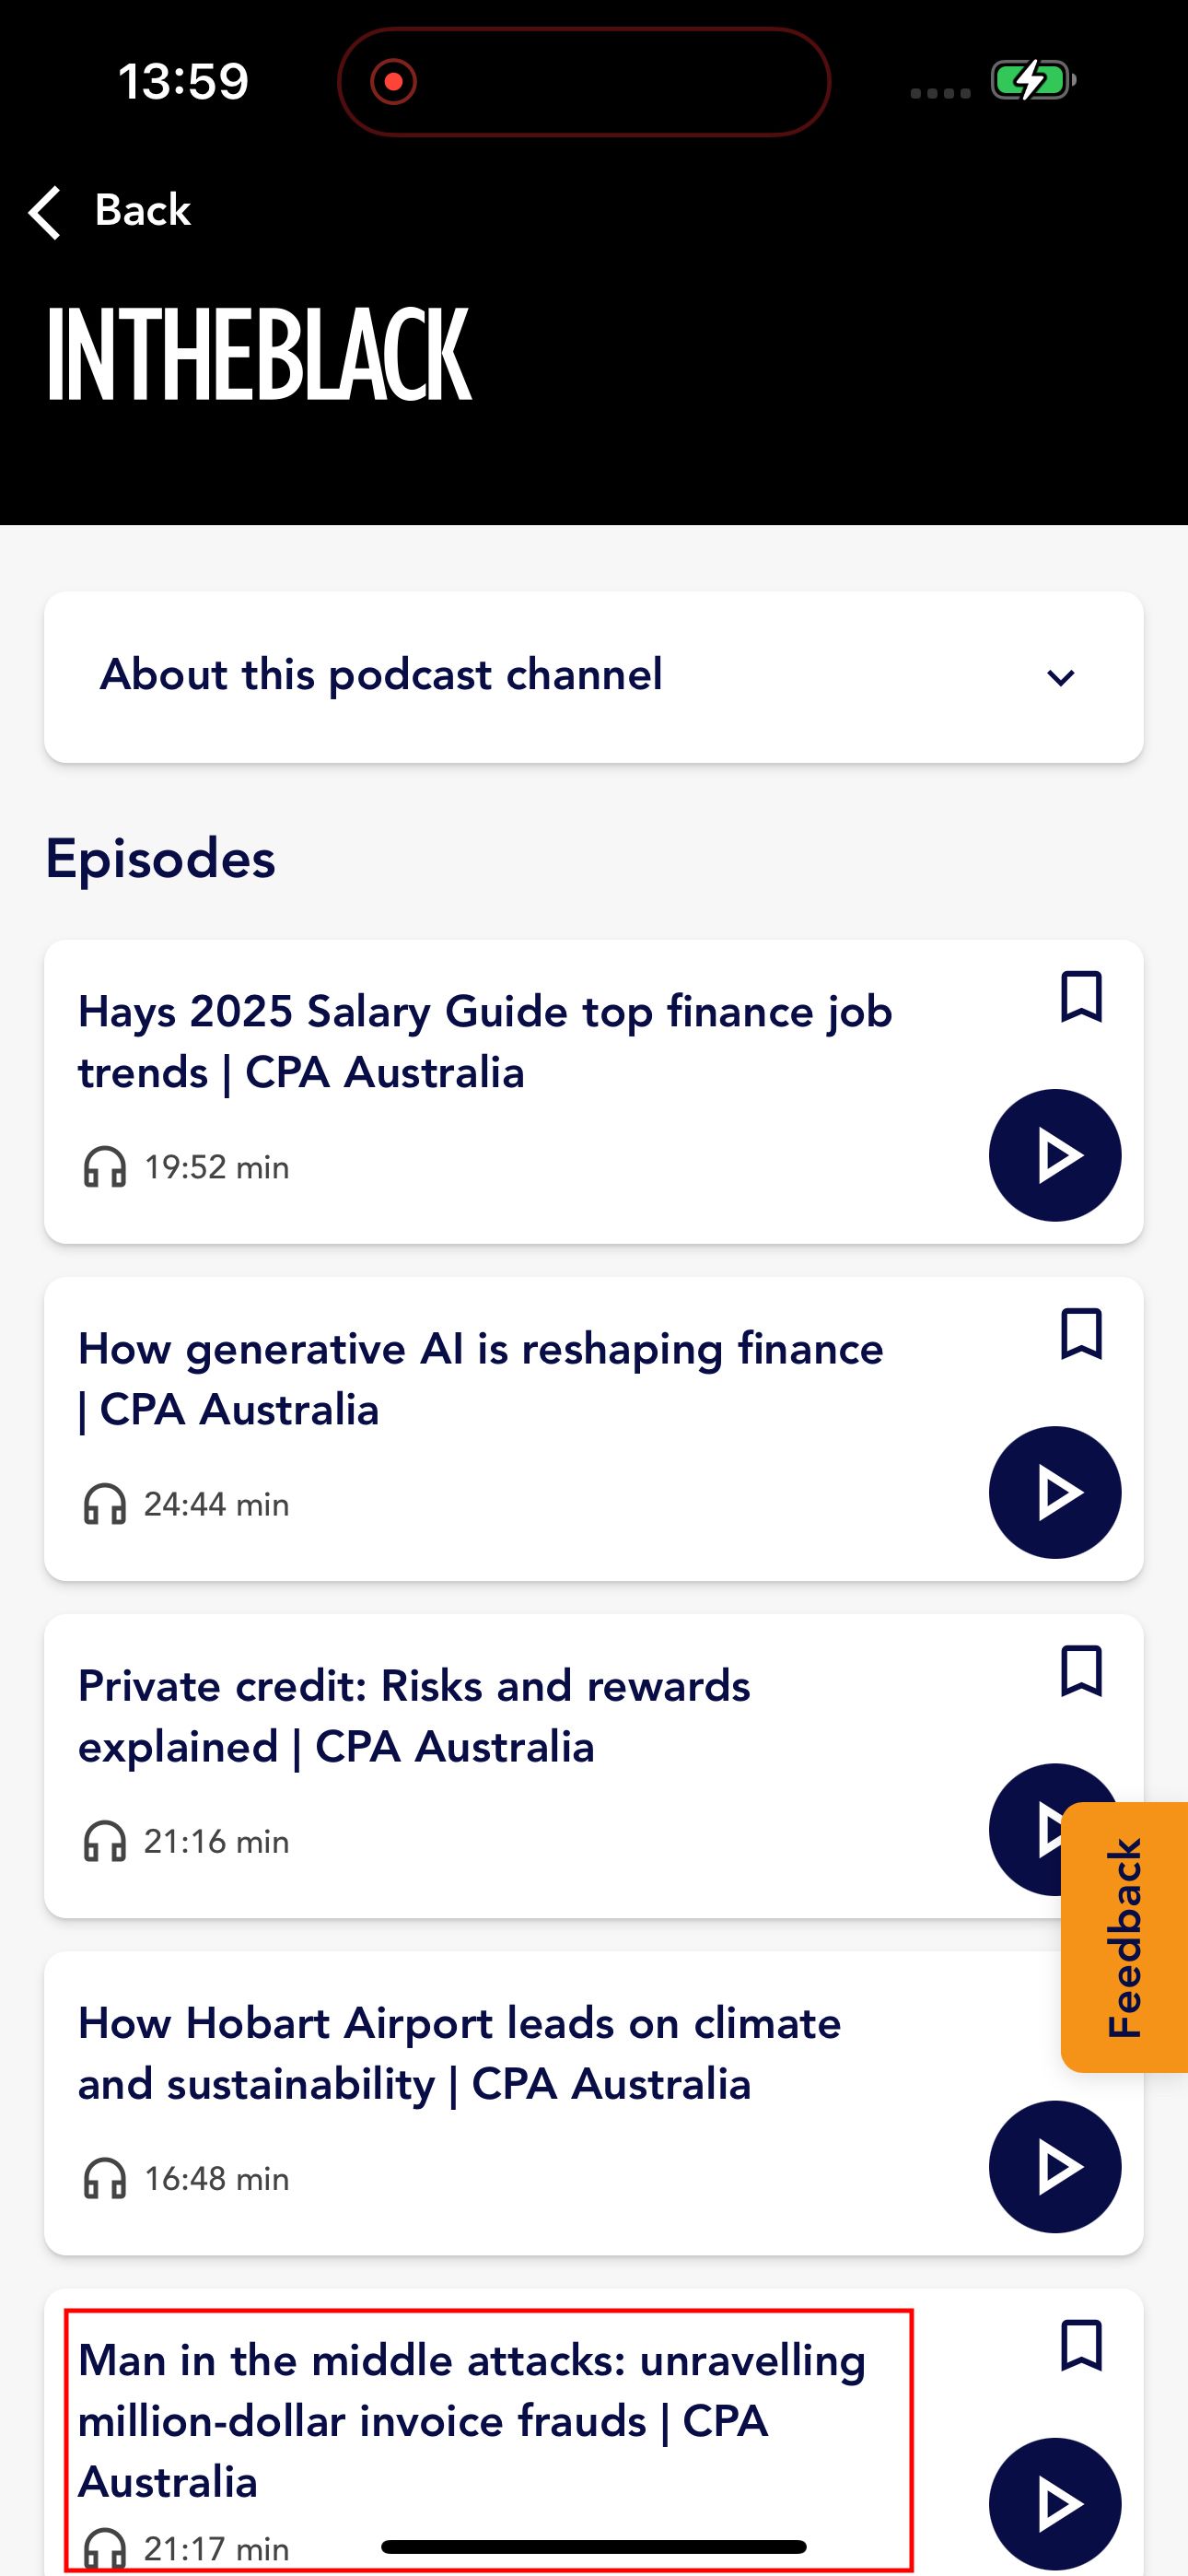 13:59
Back
INTHEBLACK
About this podcast channel
Episodes
Hays 2025 Salary Guide top finance job
trends | CPA Australia
19:52 min
How generative AI is reshaping finance
| CPA Australia
24:44 min
Private credit: Risks and rewards
explained | CPA Australia
21:16 min
Feedback
How Hobart Airport leads on climate
and sustainability | CPA Australia
16:48 min
Man in the middle attacks: unravelling
million-dollar invoice frauds | CPA
Australia
21:17 min